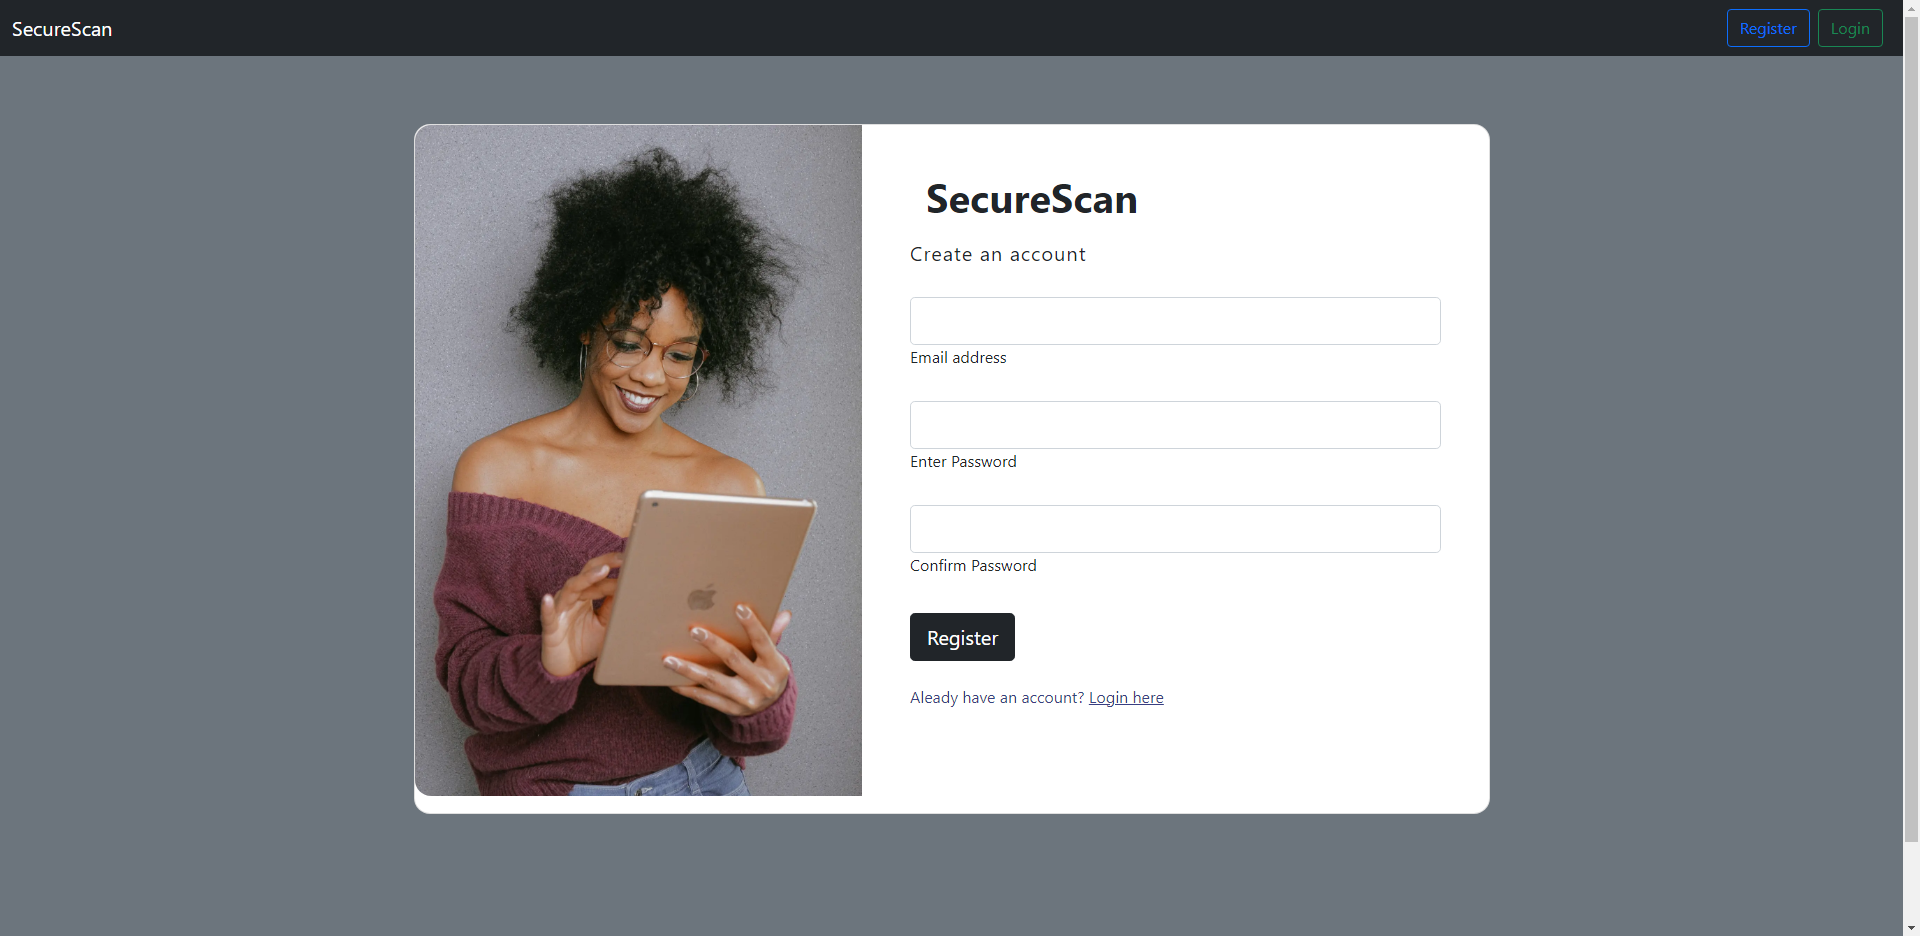 SecureScan
Register
Login
SecureScan
Create an account
Email address
Enter Password
Confirm Password
Register
Aleady have an account? Login here